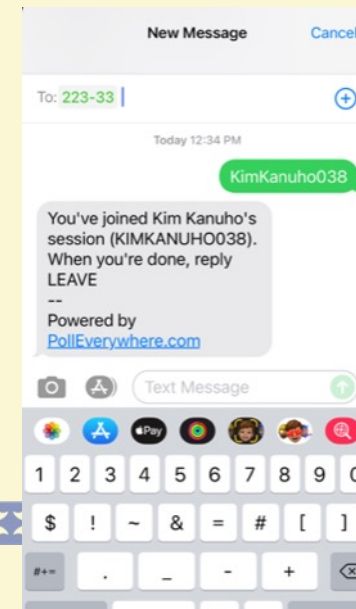 New Message
Cancel
To: 223-33
Today 12:34 PM
KimKanuho038
You've joined Kim Kanuho's
session (KIMKANUHO038).
When you're done, reply
LEAVE
--
Powered by
PollEverywhere.com
Text Message
Pay
1 2 3 4 5 6 7 8 9 0
$ ! ~ & = # [ ]
#+= . _ - +